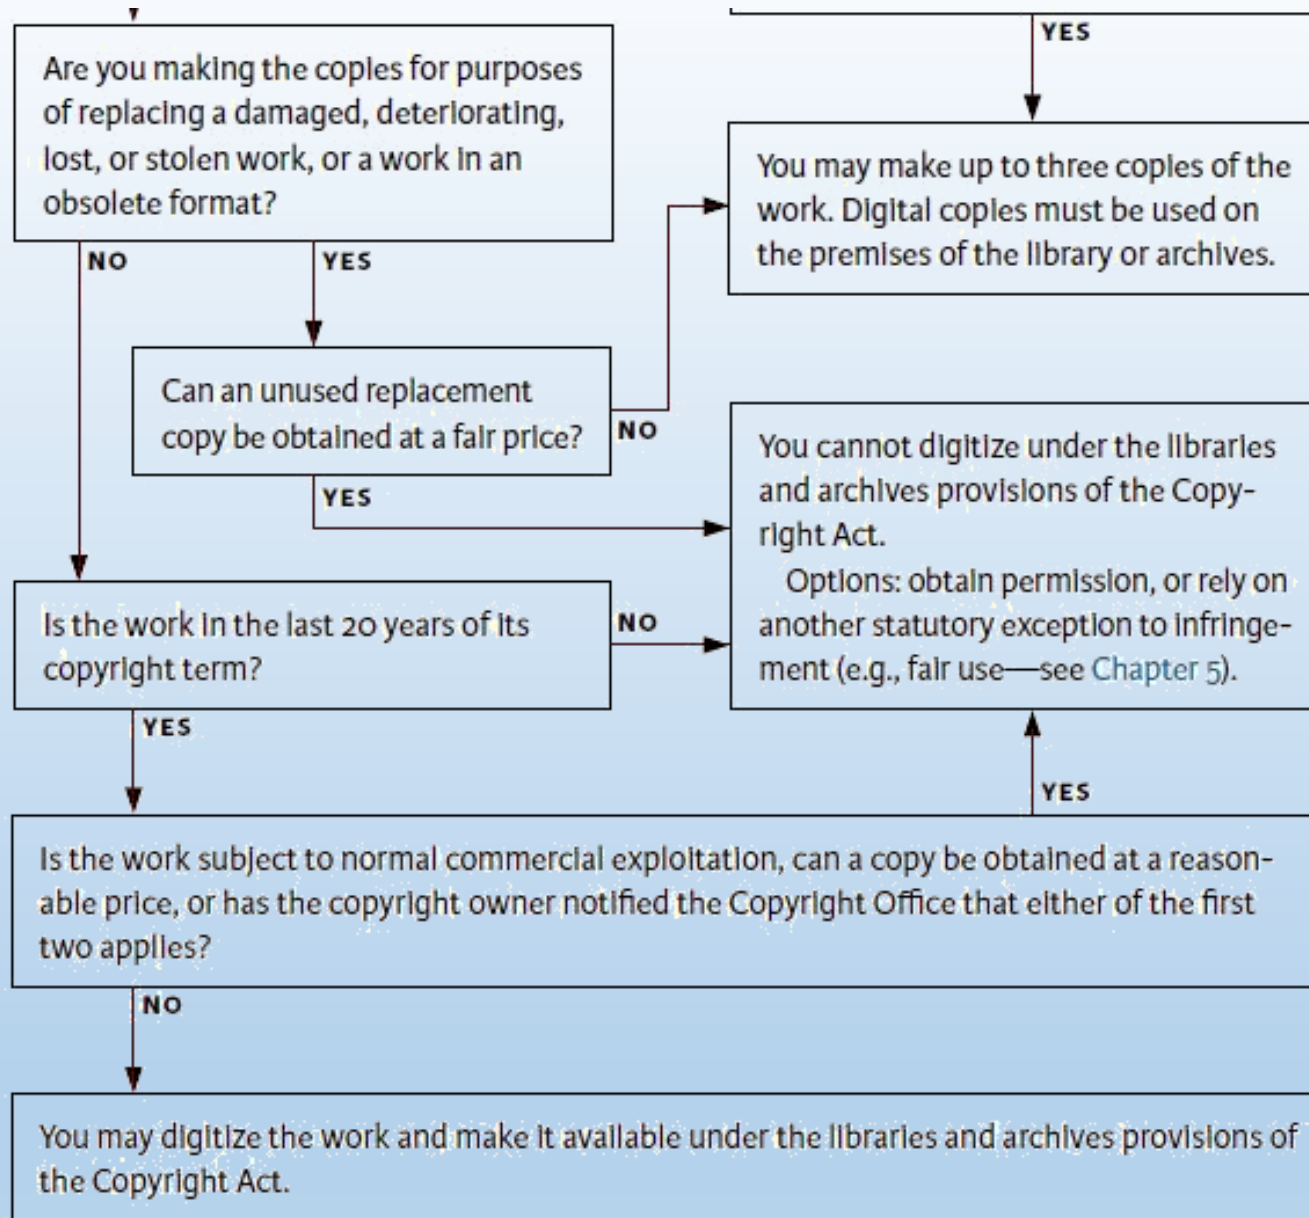 YES
Are you making the copies for purposes
of replacing a damaged, deteriorating,
lost, or stolen work, or a work in an
obsolete format?
You may make up to three copies of the
work. Digital copies must be used on
the premises of the library or archives.
NO
YES
Can an unused replacement
copy be obtained at a fair price?
NO
YES
You cannot digitize under the libraries
and archives provisions of the Copy-
right Act.
Options: obtain permission, or rely on
another statutory exception to infringe-
ment (e.g., fair use—see Chapter 5).
Is the work in the last 20 years of its
copyright term?
NO
YES
YES
Is the work subject to normal commercial exploitation, can a copy be obtained at a reason-
able price, or has the copyright owner notified the Copyright Office that either of the first
two applies?
NO
You may digitize the work and make it available under the libraries and archives provisions of
the Copyright Act.